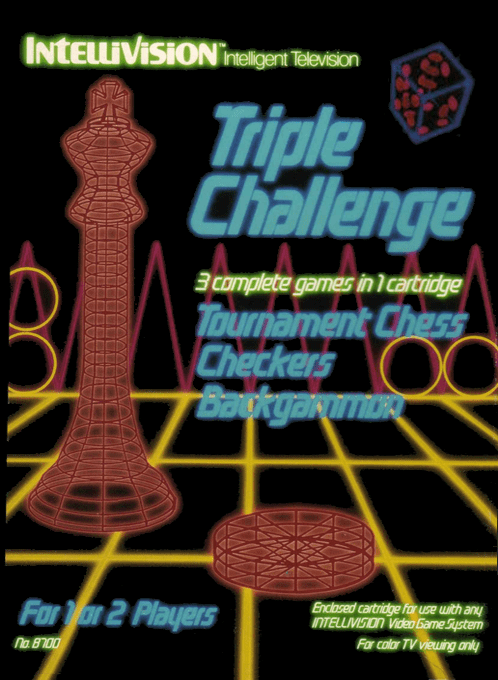 INTELLIVISION™ Intelligent Television
Triple
Challenge
3 complete games in 1 cartridge
Tournament Chess
Checkers
Backgammon
For 1 or 2 Players
No. 8700
Enclosed cartridge for use with any
INTELLIVISION Video Game System
For color TV viewing only